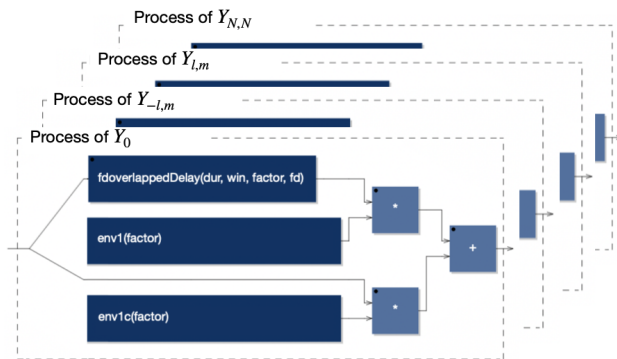 Process of Y_{N,N}
Process of Y_{l,m}
Process of Y_{-l,m}
Process of Y_0
fdoverlappedDelay(dur, win, factor, fd)
*
env1(factor)
+
*
env1c(factor)